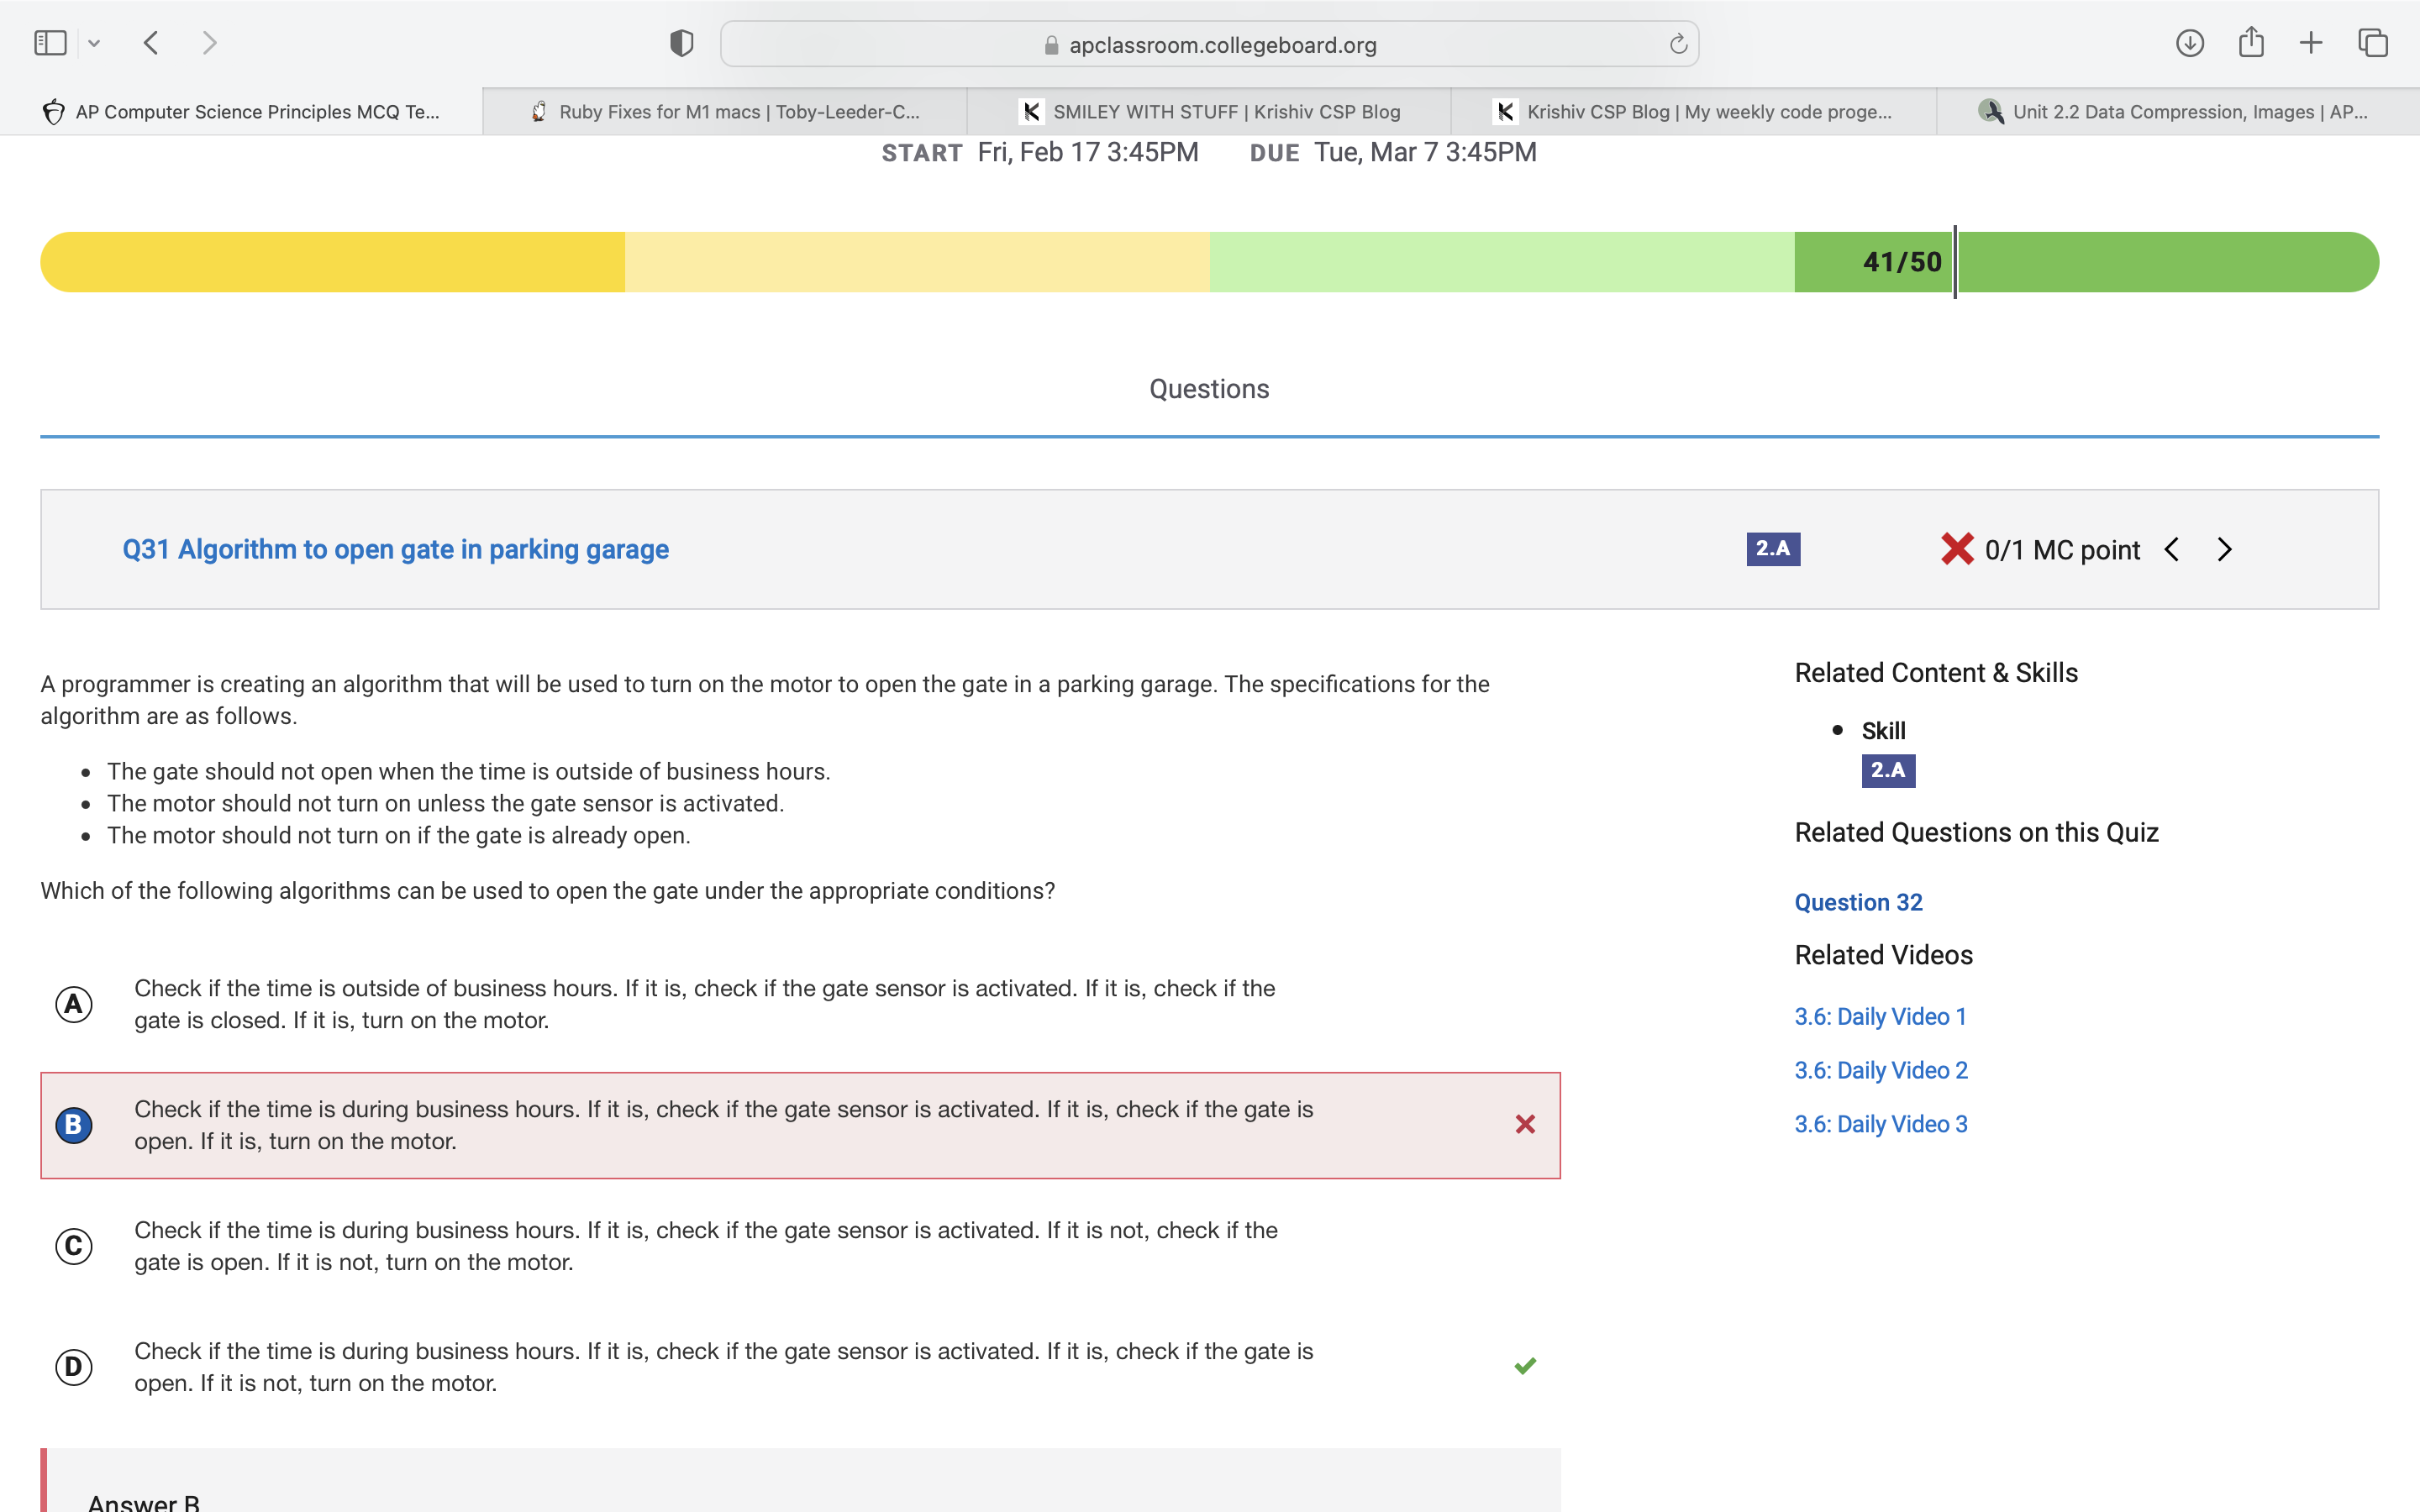 apclassroom.collegeboard.org
AP Computer Science Principles MCQ Te...
Ruby Fixes for M1 macs | Toby-Leeder-C...
SMILEY WITH STUFF | Krishiv CSP Blog
Krishiv CSP Blog | My weekly code proge...
Unit 2.2 Data Compression, Images | AP...
START Fri, Feb 17 3:45PM DUE Tue, Mar 7 3:45PM
41/50
Questions
Q31 Algorithm to open gate in parking garage
2.A
0/1 MC point
A programmer is creating an algorithm that will be used to turn on the motor to open the gate in a parking garage. The specifications for the
algorithm are as follows.
• The gate should not open when the time is outside of business hours.
• The motor should not turn on unless the gate sensor is activated.
• The motor should not turn on if the gate is already open.
Which of the following algorithms can be used to open the gate under the appropriate conditions?
A
Check if the time is outside of business hours. If it is, check if the gate sensor is activated. If it is, check if the
gate is closed. If it is, turn on the motor.
B
Check if the time is during business hours. If it is, check if the gate sensor is activated. If it is, check if the gate is
open. If it is, turn on the motor.
C
Check if the time is during business hours. If it is, check if the gate sensor is activated. If it is not, check if the
gate is open. If it is not, turn on the motor.
D
Check if the time is during business hours. If it is, check if the gate sensor is activated. If it is, check if the gate is
open. If it is not, turn on the motor.
Answer B
Related Content & Skills
• Skill
2.A
Related Questions on this Quiz
Question 32
Related Videos
3.6: Daily Video 1
3.6: Daily Video 2
3.6: Daily Video 3